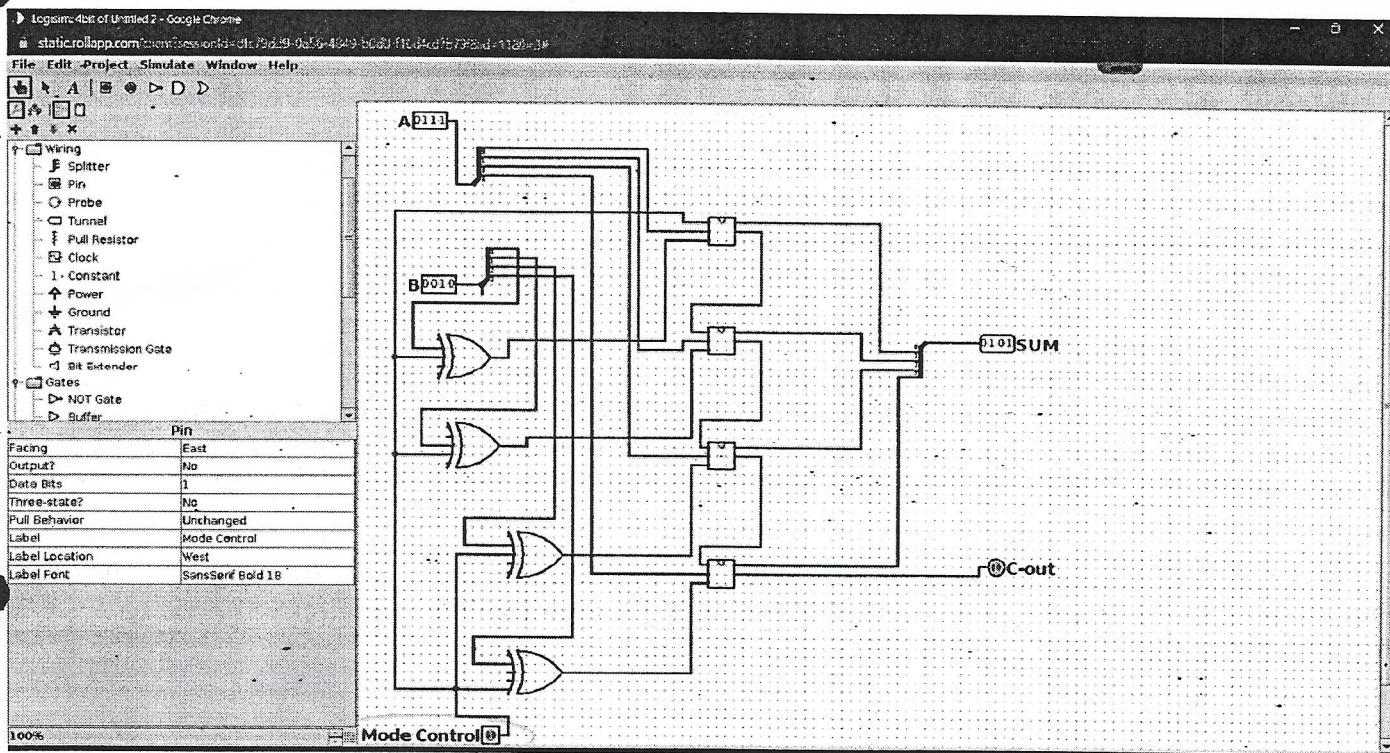 Logisim: 4bit of Untitled 2 - Google Chrome
static.rollapp.com
File Edit Project Simulate Window Help
A
Wiring
Splitter
Pin
Probe
Tunnel
Pull Resistor
Clock
1 Constant
Power
Ground
Transistor
Transmission Gate
Bit Extender
Gates
NOT Gate
Buffer
Pin
Facing East
Output? No
Data Bits 1
Three-state? No
Pull Behavior Unchanged
Label Mode Control
Label Location West
Label Font SansSerif Bold 18
100%
A 0111
B 0010
0101 SUM
C-out
Mode Control